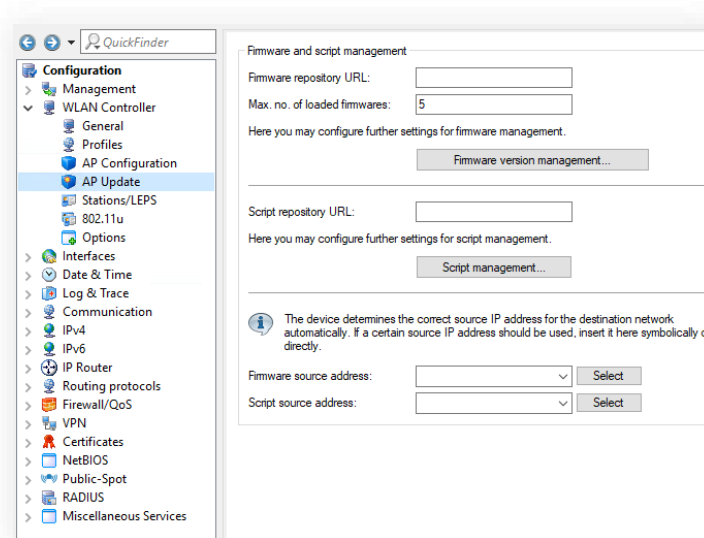 QuickFinder
Configuration
Management
WLAN Controller
General
Profiles
AP Configuration
AP Update
Stations/LEPS
802.11u
Options
Interfaces
Date & Time
Log & Trace
Communication
IPv4
IPv6
IP Router
Routing protocols
Firewall/QoS
VPN
Certificates
NetBIOS
Public-Spot
RADIUS
Miscellaneous Services
Firmware and script management
Firmware repository URL:
Max. no. of loaded firmwares: 5
Here you may configure further settings for firmware management.
Firmware version management...
Script repository URL:
Here you may configure further settings for script management.
Script management...
The device determines the correct source IP address for the destination network
automatically. If a certain source IP address should be used, insert it here symbolically
directly.
Firmware source address: Select
Script source address: Select